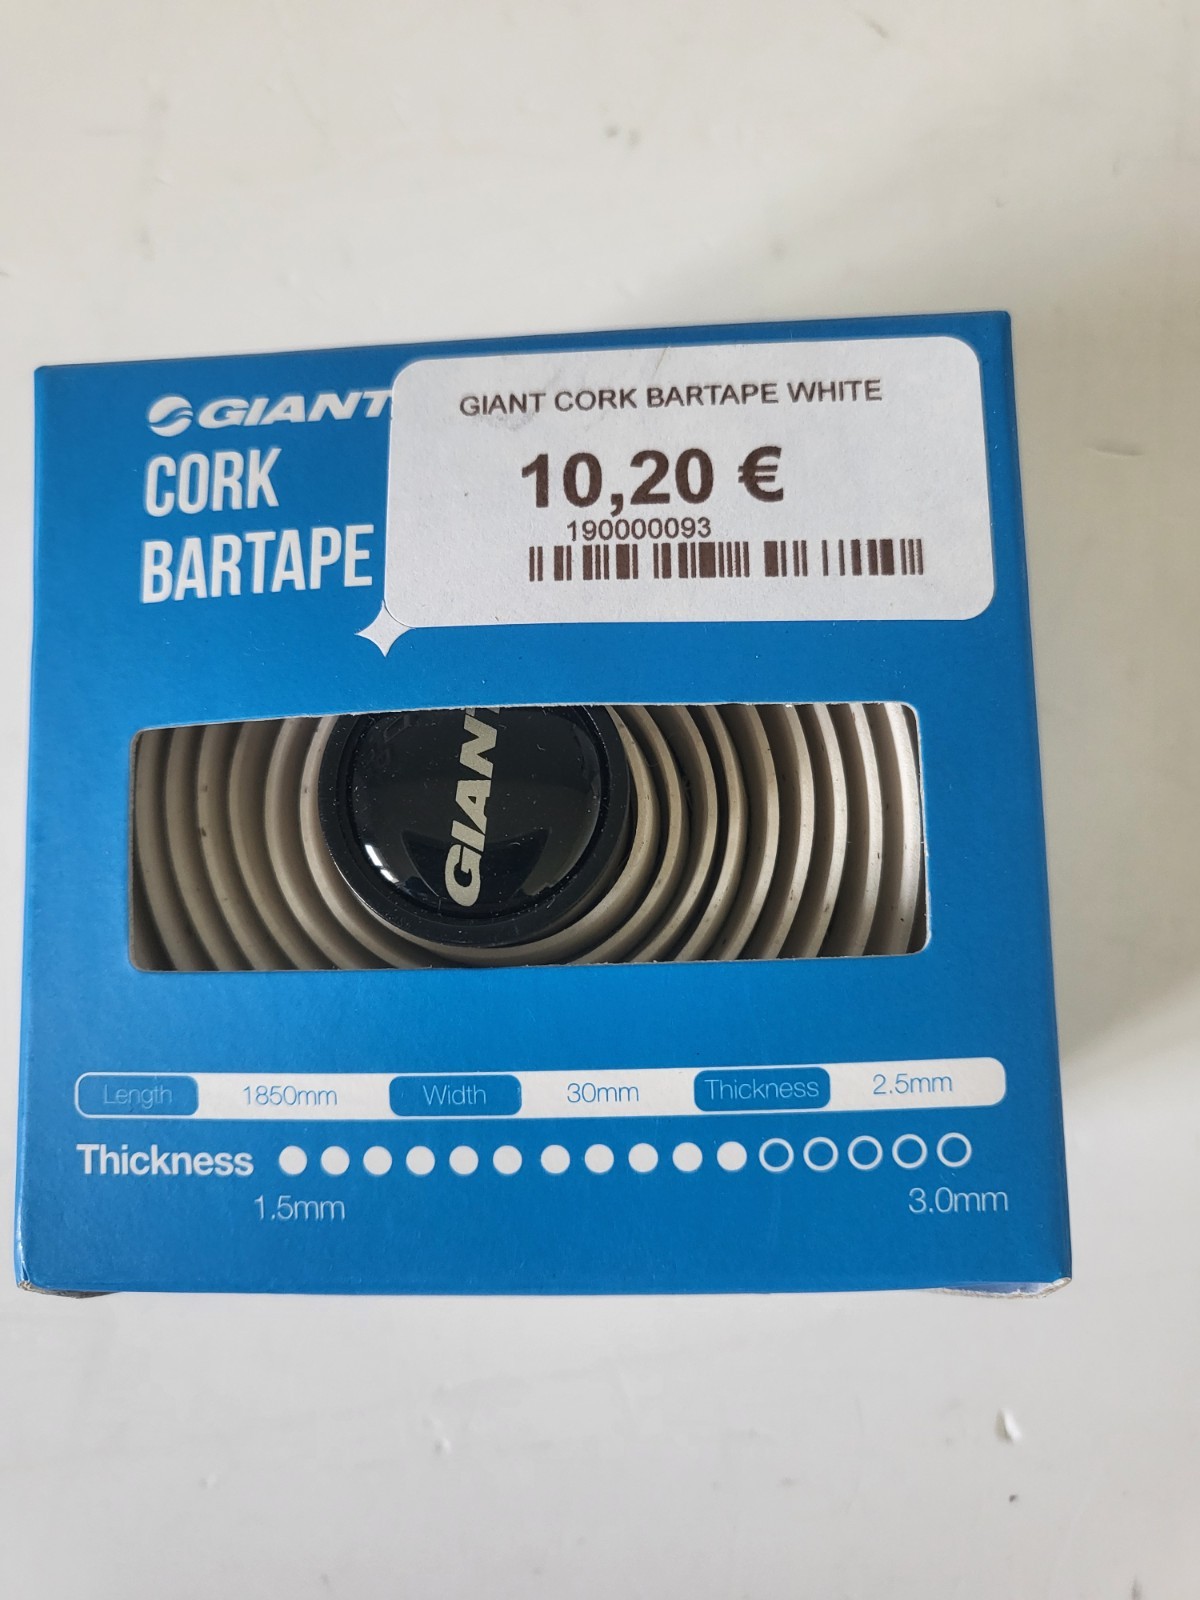 GIANT
CORK
BARTAPE
GIANT CORK BARTAPE WHITE
10,20 €
190000093
GIANT
Length 1850mm Width 30mm Thickness 2.5mm
Thickness
1.5mm 3.0mm